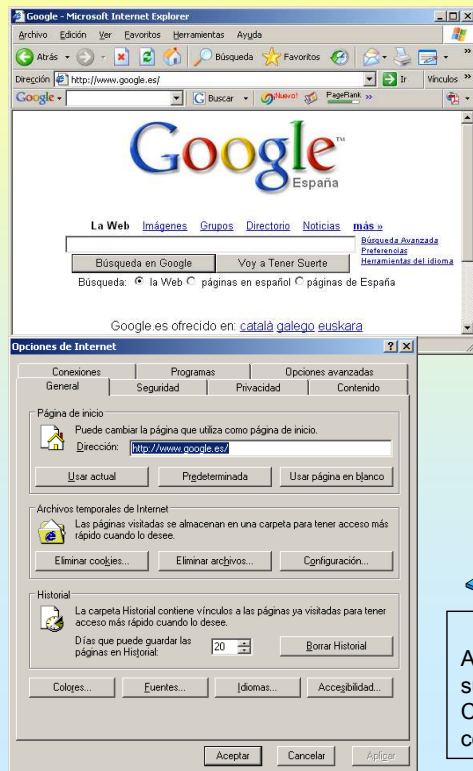 Google - Microsoft Internet Explorer
Archivo Edición Ver Favoritos Herramientas Ayuda
Atrás Búsqueda Favoritos »
Dirección http://www.google.es/ Ir Vínculos »
Google Buscar ¡Nuevo! PageRank »
Google™
España
La Web Imágenes Grupos Directorio Noticias más »
Búsqueda Avanzada
Preferencias
Herramientas del idioma
Búsqueda en Google Voy a Tener Suerte
Búsqueda: la Web páginas en español páginas de España
Google.es ofrecido en: català galego euskara
Opciones de Internet
Conexiones Programas Opciones avanzadas
General Seguridad Privacidad Contenido
Página de inicio
Puede cambiar la página que utiliza como página de inicio.
Dirección: http://www.google.es/
Usar actual Predeterminada Usar página en blanco
Archivos temporales de Internet
Las páginas visitadas se almacenan en una carpeta para tener acceso más
rápido cuando lo desee.
Eliminar cookies... Eliminar archivos... Configuración...
Historial
La carpeta Historial contiene vínculos a las páginas ya visitadas para tener
acceso más rápido cuando lo desee.
Días que puede guardar las
páginas en Historial: 20 Borrar Historial
Colores... Fuentes... Idiomas... Accesibilidad...
Aceptar Cancelar Aplicar